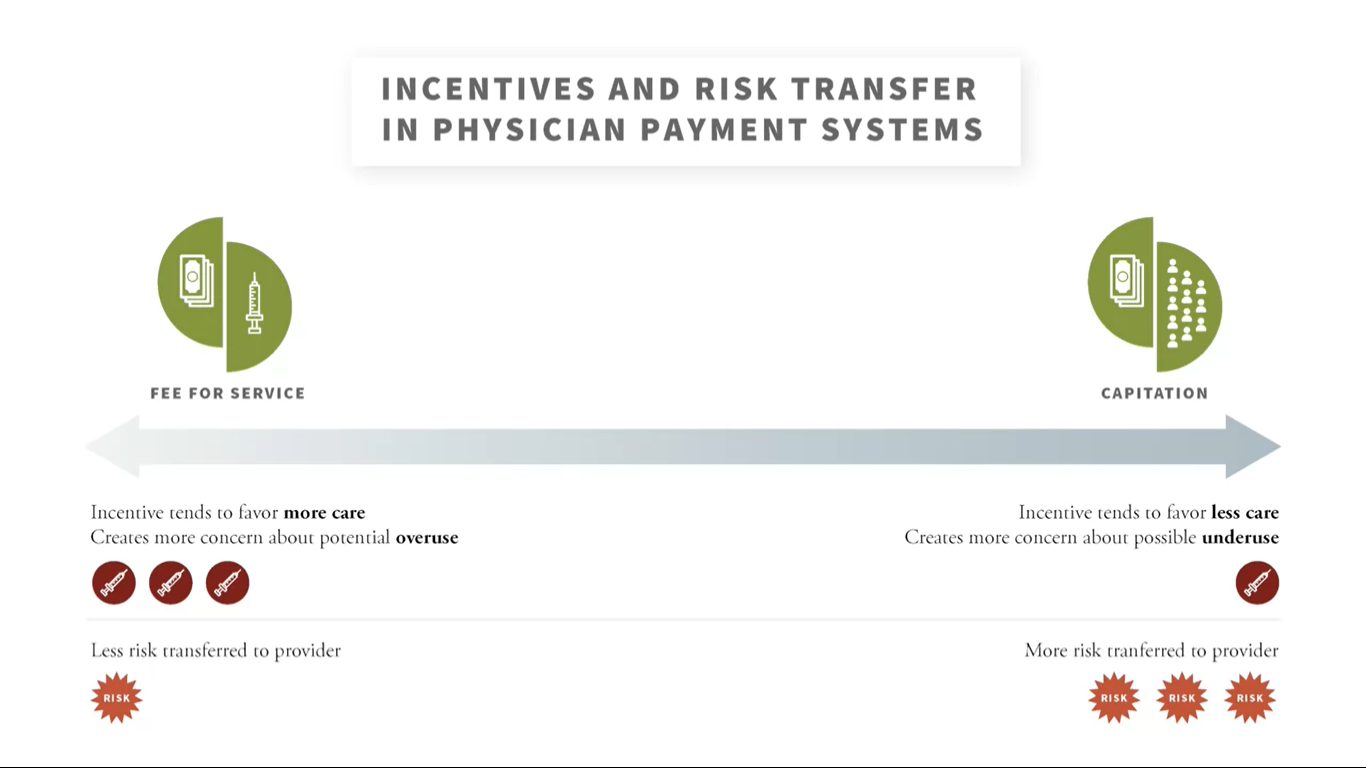 INCENTIVES AND RISK TRANSFER
IN PHYSICIAN PAYMENT SYSTEMS
FEE FOR SERVICE
CAPITATION
Incentive tends to favor more care
Creates more concern about potential overuse
Incentive tends to favor less care
Creates more concern about possible underuse
Less risk transferred to provider
RISK
More risk tranferred to provider
RISK RISK RISK